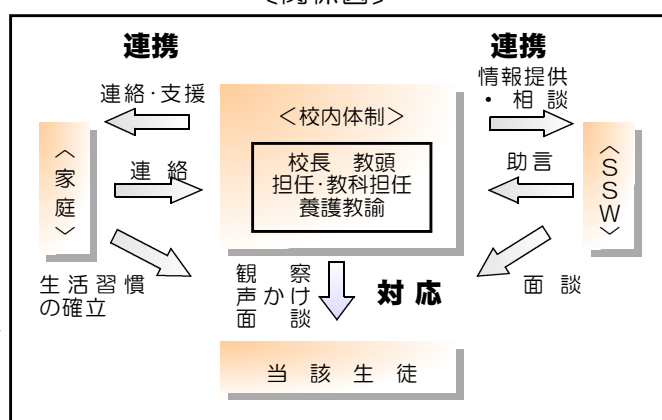 連携
連携
連絡・支援
情報提供
・相談
＜校内体制＞
校長 教頭
担任・教科担任
養護教諭
＜家庭＞
連絡
助言
＜SSW＞
生活習慣
の確立
観察
声かけ
面談
対応
面談
当該生徒